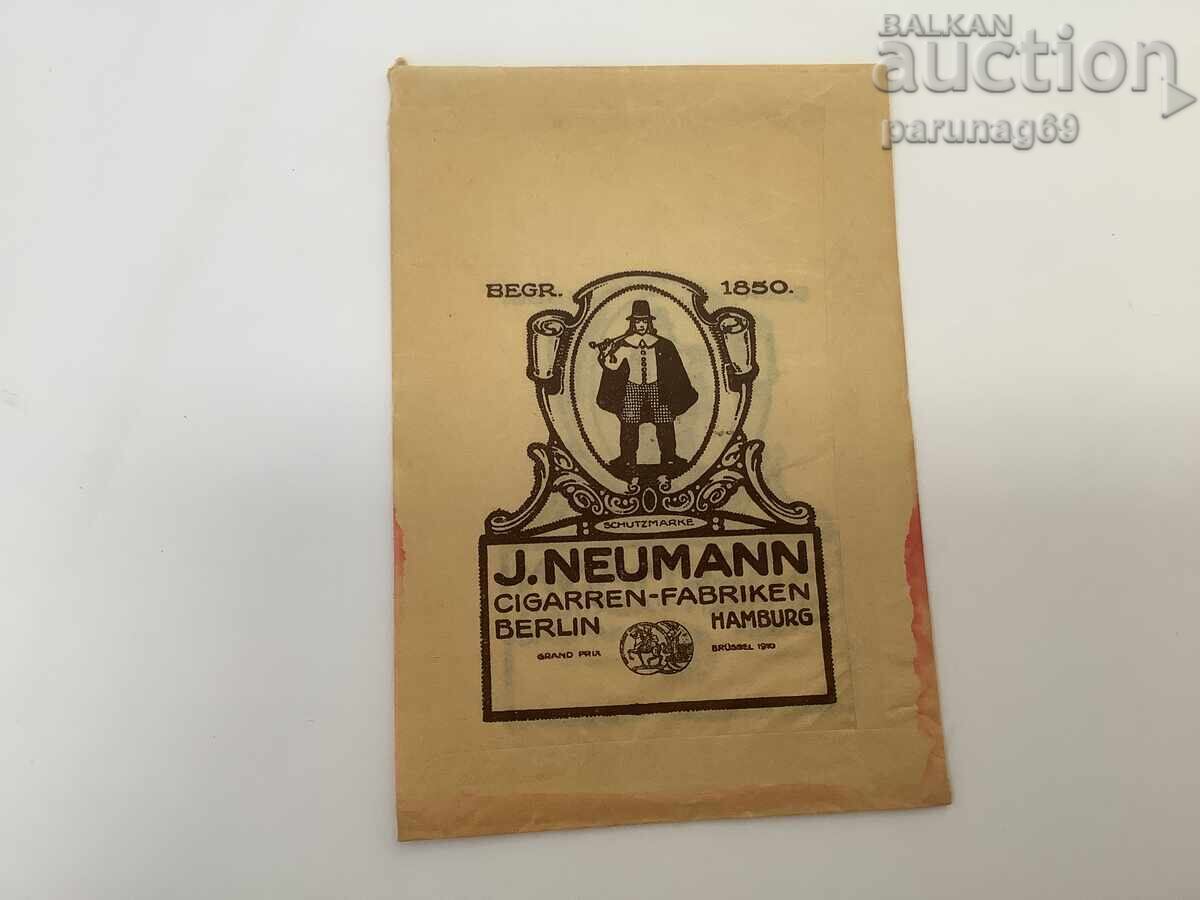 BALKAN
auction
parunag69
BEGR. 1850.
SCHUTZMARKE
J. NEUMANN
CIGARREN-FABRIKEN
BERLIN HAMBURG
GRAND PRIX BRÜSSEL 1910